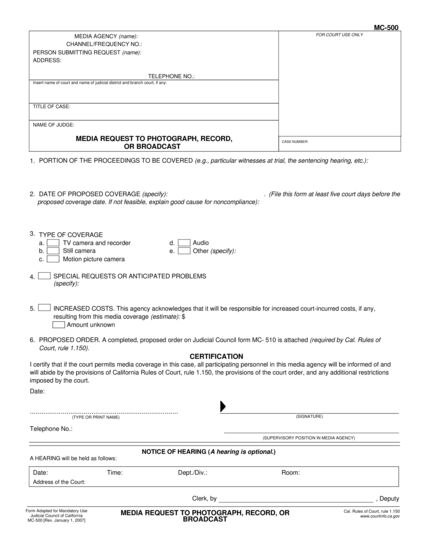 MC-500
MEDIA AGENCY (name):
CHANNEL/FREQUENCY NO.:
PERSON SUBMITTING REQUEST (name):
ADDRESS:
TELEPHONE NO.:
FOR COURT USE ONLY
Insert name of court and name of judicial district and branch court, if any:
TITLE OF CASE:
NAME OF JUDGE:
MEDIA REQUEST TO PHOTOGRAPH, RECORD,
OR BROADCAST
CASE NUMBER:
1. PORTION OF THE PROCEEDINGS TO BE COVERED (e.g., particular witnesses at trial, the sentencing hearing, etc.):
2. DATE OF PROPOSED COVERAGE (specify): . (File this form at least five court days before the
proposed coverage date. If not feasible, explain good cause for noncompliance):
3. TYPE OF COVERAGE
a. TV camera and recorder d. Audio
b. Still camera e. Other (specify):
c. Motion picture camera
4. SPECIAL REQUESTS OR ANTICIPATED PROBLEMS
(specify):
5. INCREASED COSTS. This agency acknowledges that it will be responsible for increased court-incurred costs, if any,
resulting from this media coverage (estimate): $
Amount unknown
6. PROPOSED ORDER. A completed, proposed order on Judicial Council form MC- 510 is attached (required by Cal. Rules of
Court, rule 1.150).
CERTIFICATION
I certify that if the court permits media coverage in this case, all participating personnel in this media agency will be informed of and
will abide by the provisions of California Rules of Court, rule 1.150, the provisions of the court order, and any additional restrictions
imposed by the court.
Date:
(TYPE OR PRINT NAME) (SIGNATURE)
Telephone No.:
(SUPERVISORY POSITION IN MEDIA AGENCY)
NOTICE OF HEARING (A hearing is optional.)
A HEARING will be held as follows:
Date: Time: Dept./Div.: Room:
Address of the Court:
Clerk, by , Deputy
Form Adopted for Mandatory Use
Judicial Council of California
MC-500 [Rev. January 1, 2007]
MEDIA REQUEST TO PHOTOGRAPH, RECORD, OR
BROADCAST
Cal. Rules of Court, rule 1.150
www.courtinfo.ca.gov